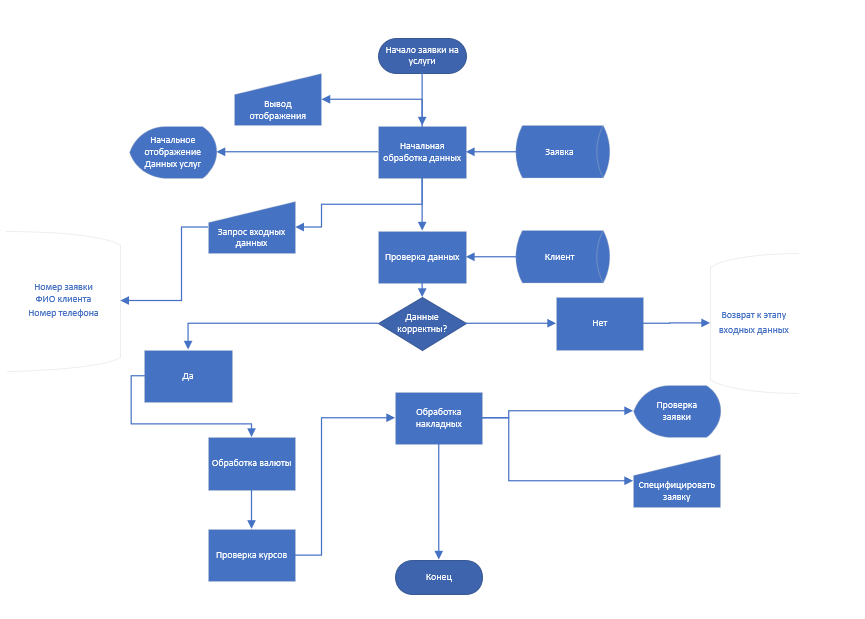 Начало заявки на
услуги
Вывод
отображения
Начальное
отображение
Данных услуг
Начальная
обработка данных
Заявка
Запрос входных
данных
Проверка данных
Клиент
Номер заявки
ФИО клиента
Номер телефона
Данные
корректны?
Нет
Возврат к этапу
входных данных
Да
Обработка
накладных
Проверка
заявки
Обработка валюты
Специфицировать
заявку
Проверка курсов
Конец